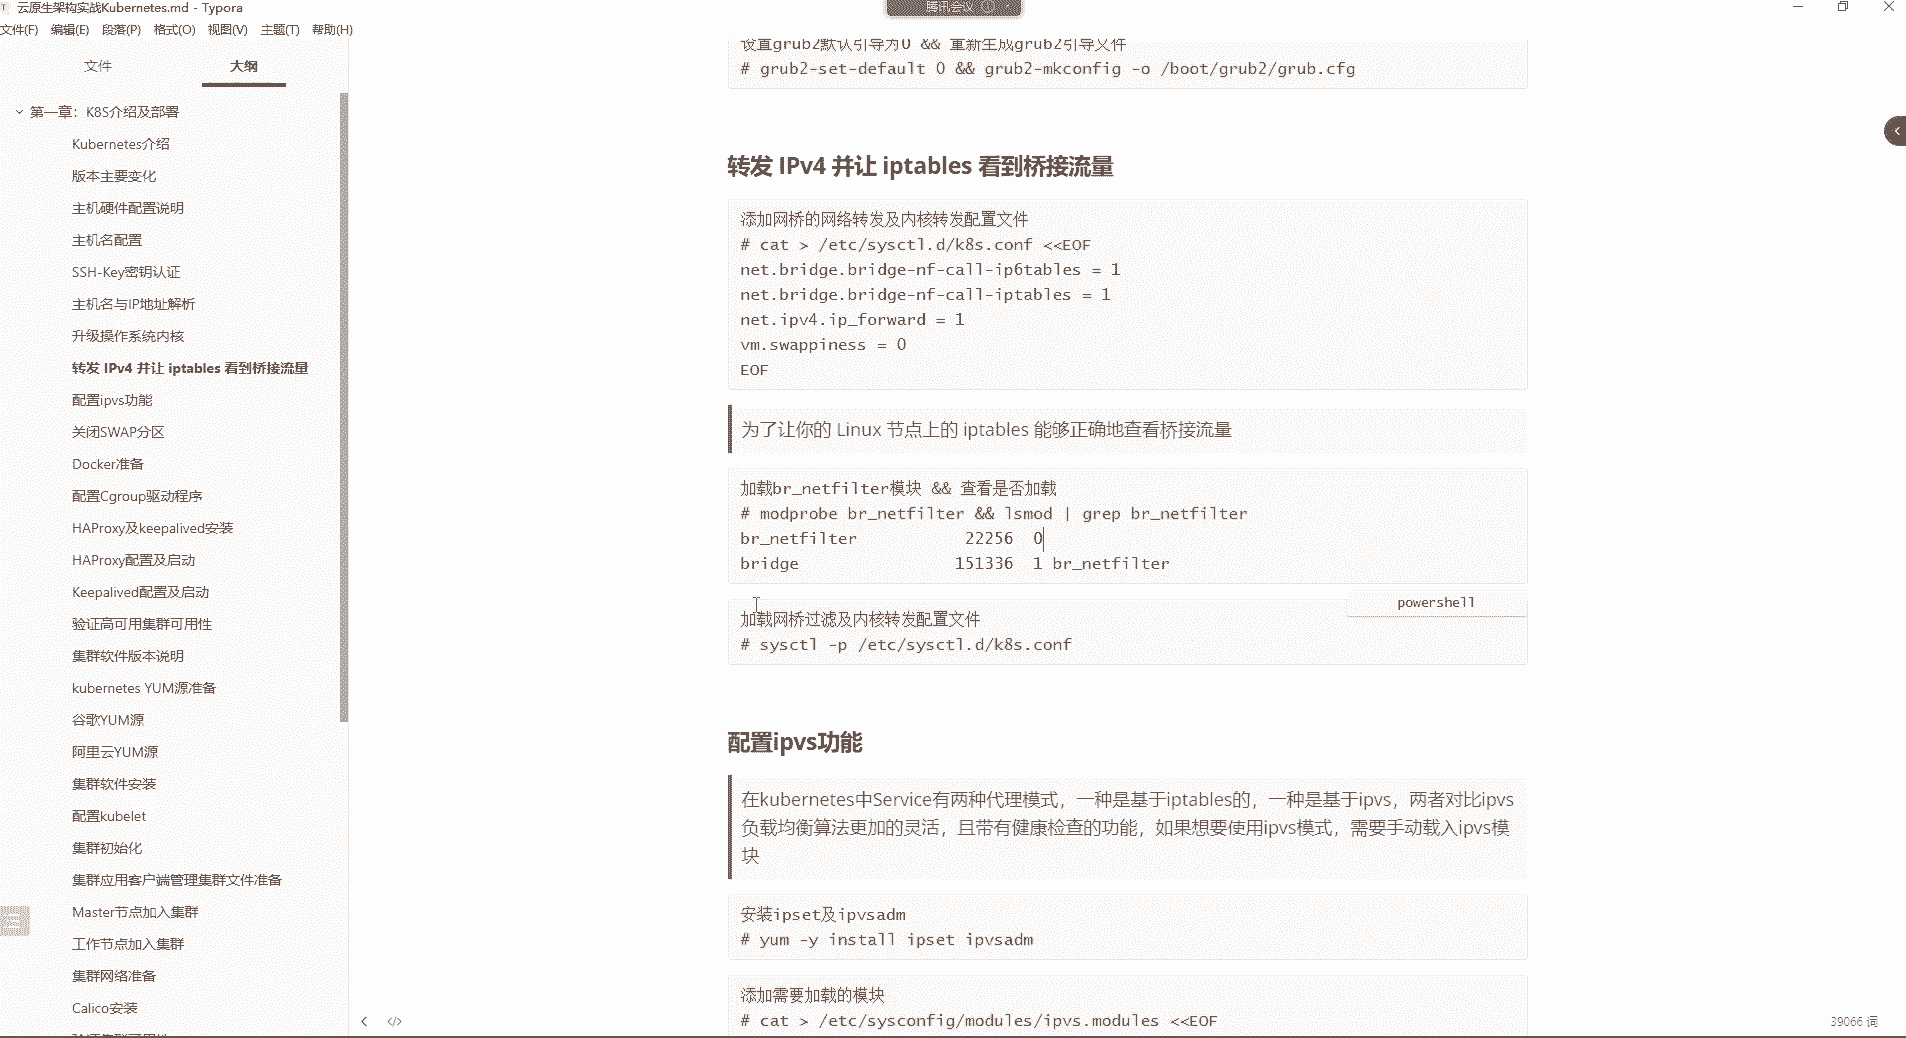 云原生架构实战Kubernetes.md - Typora
腾讯会议
文件(F) 编辑(E) 段落(P) 格式(O) 视图(V) 主题(T) 帮助(H)
文件 大纲
第一章：K8S介绍及部署
Kubernetes介绍
版本主要变化
主机硬件配置说明
主机名配置
SSH-Key密钥认证
主机名与IP地址解析
升级操作系统内核
转发 IPv4 并让 iptables 看到桥接流量
配置ipvs功能
关闭SWAP分区
Docker准备
配置Cgroup驱动程序
HAProxy及keepalived安装
HAProxy配置及启动
Keepalived配置及启动
验证高可用集群可用性
集群软件版本说明
kubernetes YUM源准备
谷歌YUM源
阿里云YUM源
集群软件安装
配置kubelet
集群初始化
集群应用客户端管理集群文件准备
Master节点加入集群
工作节点加入集群
集群网络准备
Calico安装
设置grub2默认引导为0 && 重新生成grub2引导文件
# grub2-set-default 0 && grub2-mkconfig -o /boot/grub2/grub.cfg
转发 IPv4 并让 iptables 看到桥接流量
添加网桥的网络转发及内核转发配置文件
# cat > /etc/sysctl.d/k8s.conf <<EOF
net.bridge.bridge-nf-call-ip6tables = 1
net.bridge.bridge-nf-call-iptables = 1
net.ipv4.ip_forward = 1
vm.swappiness = 0
EOF
为了让你的 Linux 节点上的 iptables 能够正确地查看桥接流量
加载br_netfilter模块 && 查看是否加载
# modprobe br_netfilter && lsmod | grep br_netfilter
br_netfilter 22256 0
bridge 151336 1 br_netfilter
powershell
加载网桥过滤及内核转发配置文件
# sysctl -p /etc/sysctl.d/k8s.conf
配置ipvs功能
在kubernetes中Service有两种代理模式，一种是基于iptables的，一种是基于ipvs，两者对比ipvs
负载均衡算法更加的灵活，且带有健康检查的功能，如果想要使用ipvs模式，需要手动载入ipvs模
块
安装ipset及ipvsadm
# yum -y install ipset ipvsadm
添加需要加载的模块
# cat > /etc/sysconfig/modules/ipvs.modules <<EOF
39066 词